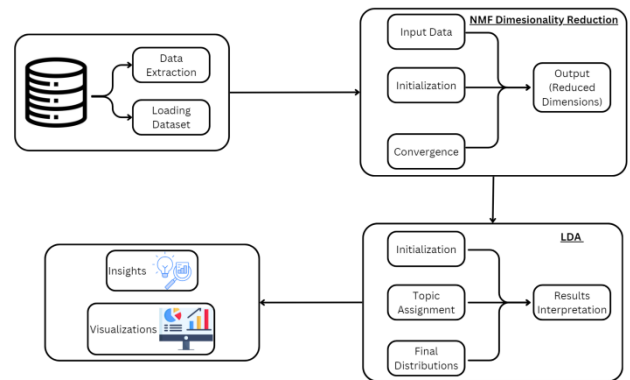 Data
Extraction
Loading
Dataset
NMF Dimesionality Reduction
Input Data
Initialization
Convergence
Output
(Reduced
Dimensions)
LDA
Initialization
Topic
Assignment
Final
Distributions
Results
Interpretation
Insights
Visualizations